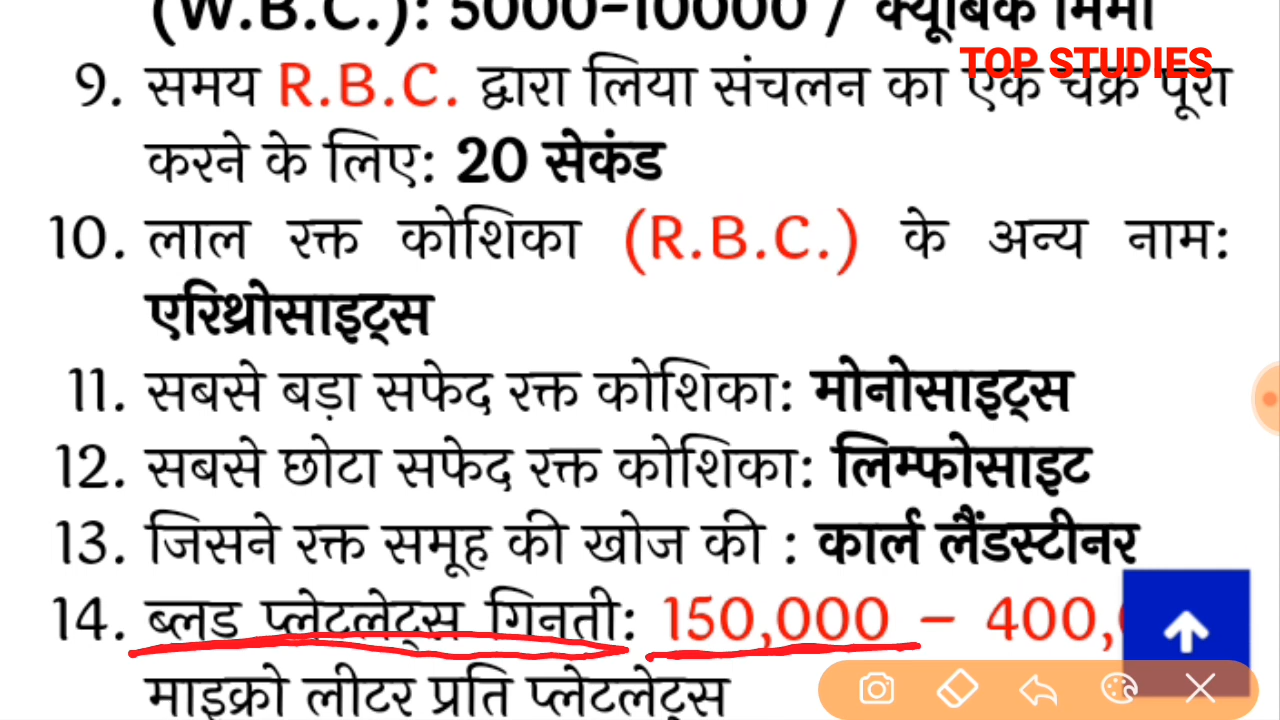 (W.B.C.): 5000-10000 / क्यूबिक मिमी
TOP STUDIES
9. समय R.B.C. द्वारा लिया संचलन का एक चक्र पूरा
करने के लिए: 20 सेकंड
10. लाल रक्त कोशिका (R.B.C.) के अन्य नाम:
एरिथ्रोसाइट्स
11. सबसे बड़ा सफेद रक्त कोशिका: मोनोसाइट्स
12. सबसे छोटा सफेद रक्त कोशिका: लिम्फोसाइट
13. जिसने रक्त समूह की खोज की : कार्ल लैंडस्टीनर
14. ब्लड प्लेटलेट्स गिनती: 150,000 – 400,
माइक्रो लीटर प्रति प्लेटलेट्स